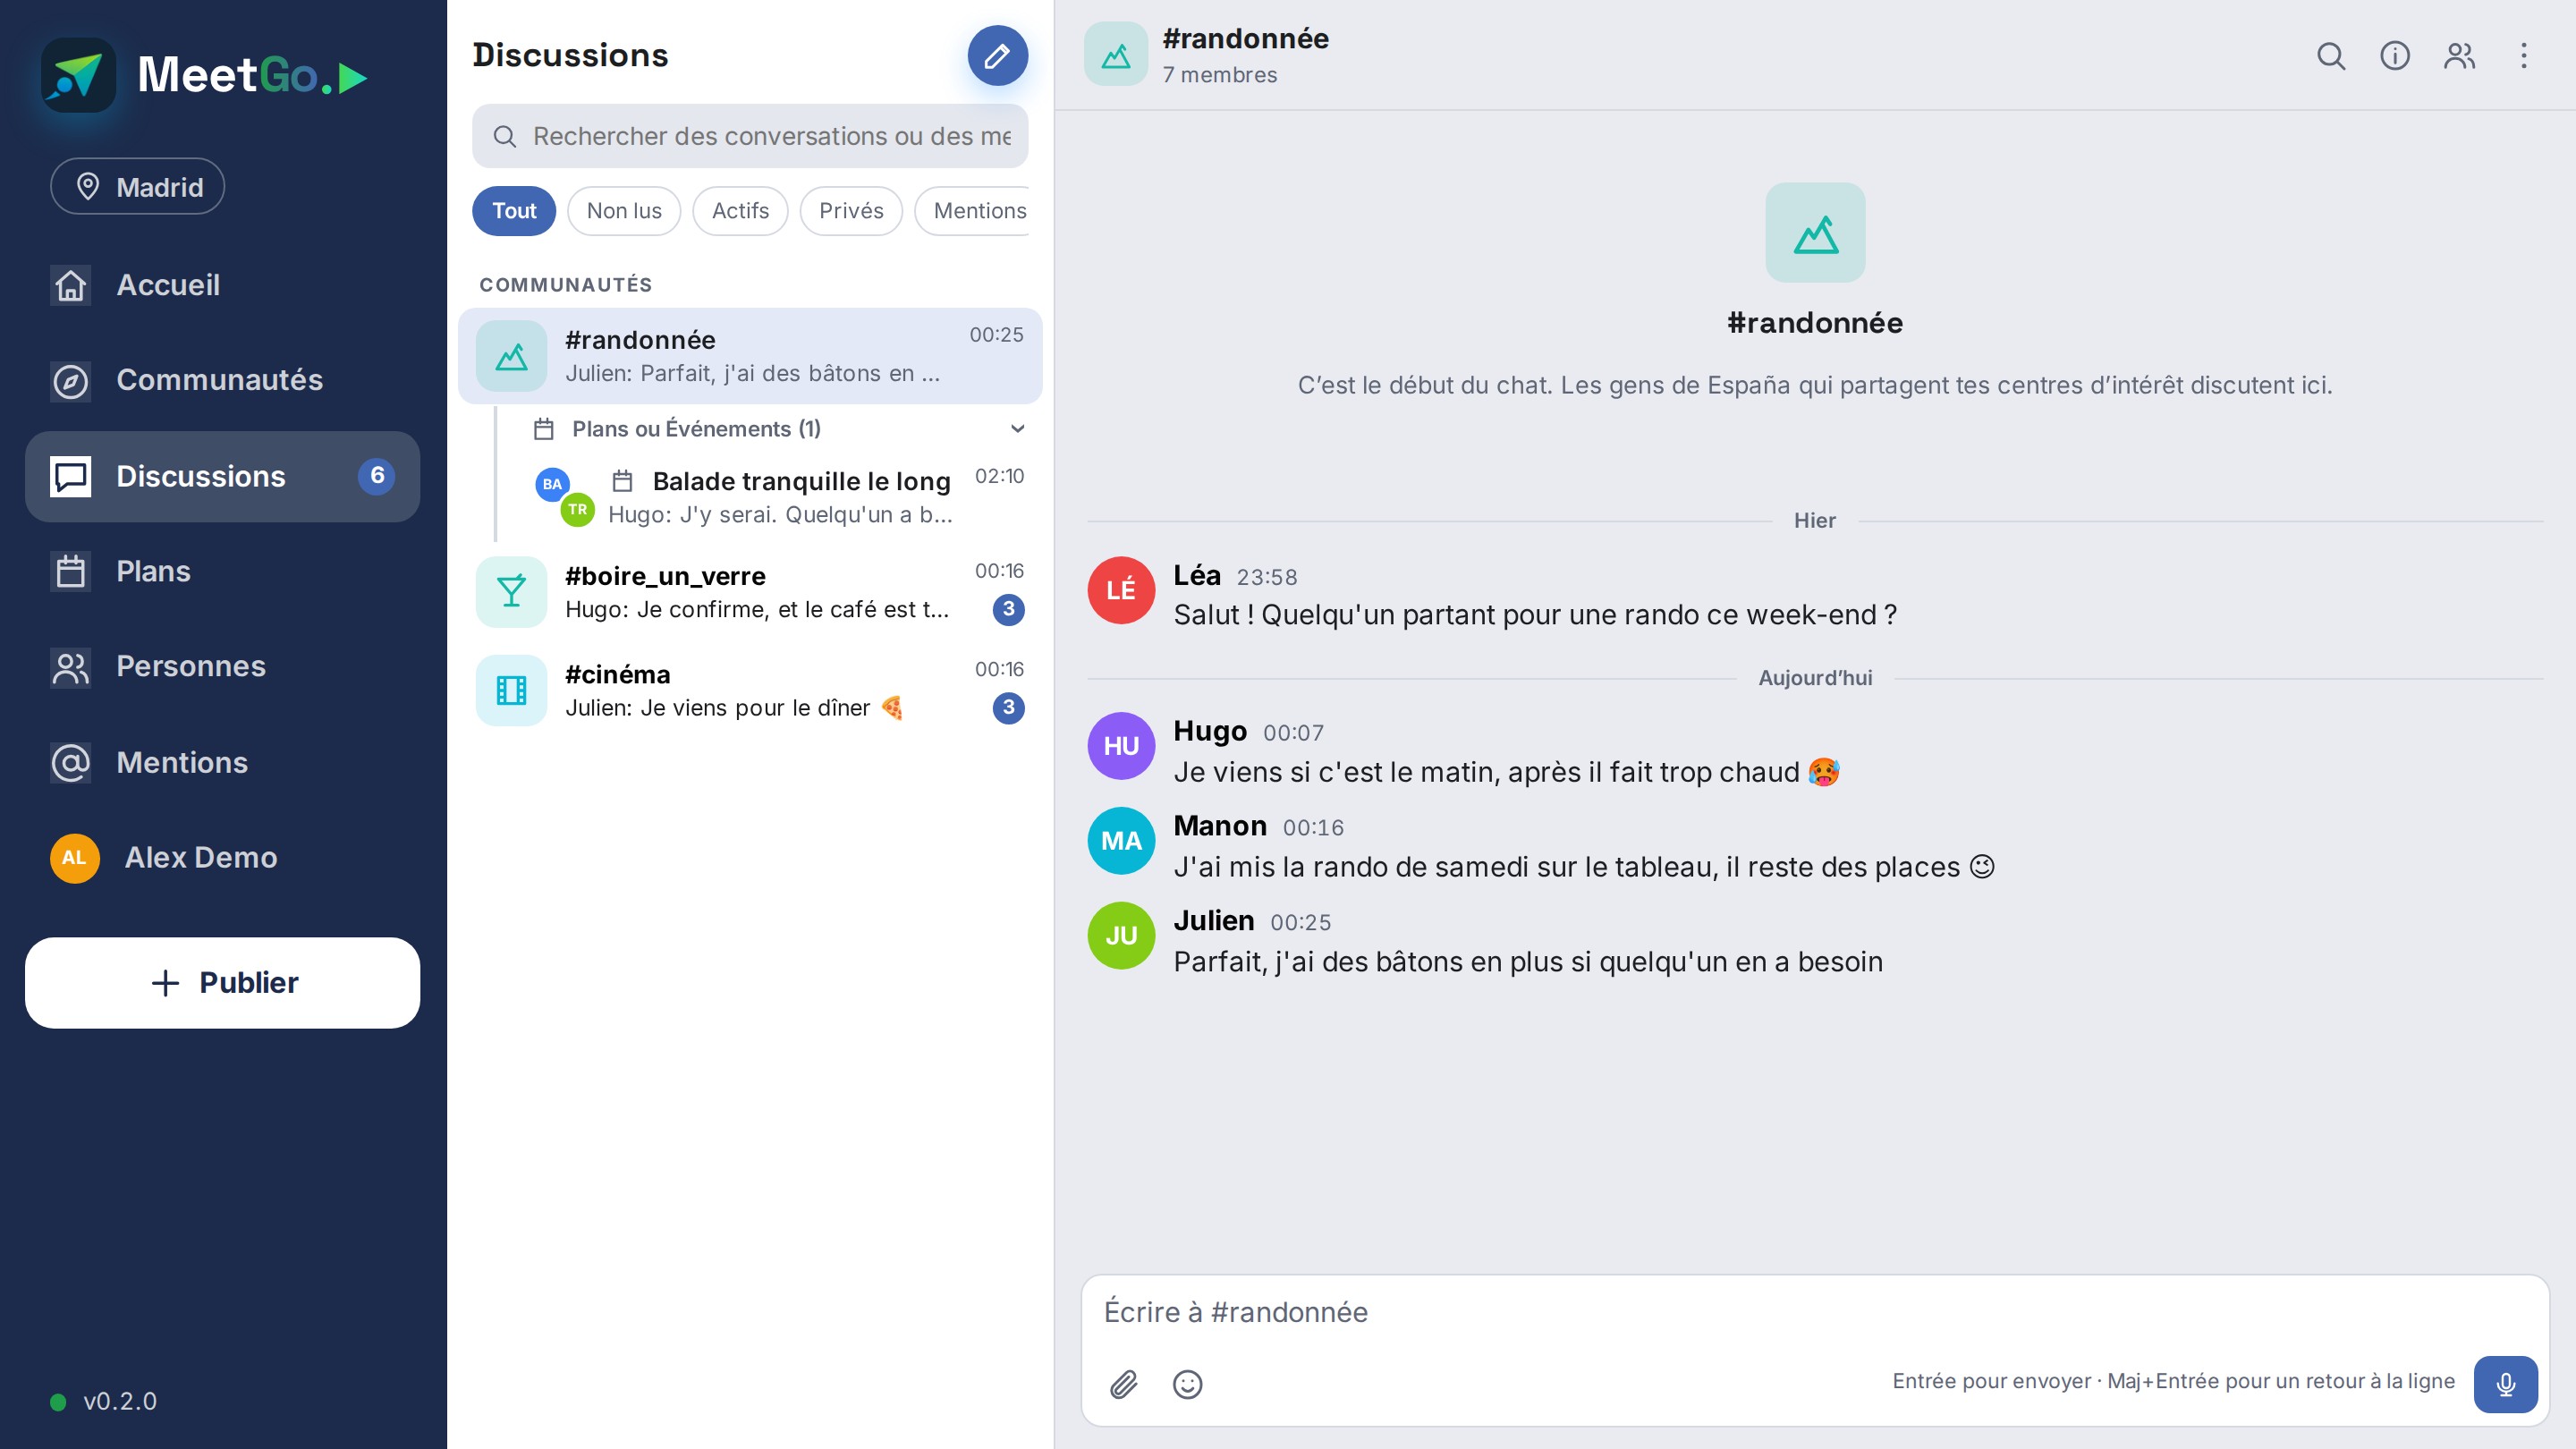 MeetGo.
Madrid
Accueil
Communautés
Discussions 6
Plans
Personnes
Mentions
AL Alex Demo
Publier
v0.2.0
Discussions
Rechercher des conversations ou des me
Tout Non lus Actifs Privés Mentions
COMMUNAUTÉS
#randonnée 00:25
Julien: Parfait, j'ai des bâtons en ...
Plans ou Événements (1)
BA TR Balade tranquille le long 02:10
Hugo: J'y serai. Quelqu'un a b...
#boire_un_verre 00:16
Hugo: Je confirme, et le café est t... 3
#cinéma 00:16
Julien: Je viens pour le dîner 🍕 3
#randonnée
7 membres
#randonnée
C’est le début du chat. Les gens de España qui partagent tes centres d’intérêt discutent ici.
Hier
LÉ Léa 23:58
Salut ! Quelqu'un partant pour une rando ce week-end ?
Aujourd’hui
HU Hugo 00:07
Je viens si c'est le matin, après il fait trop chaud 🥵
MA Manon 00:16
J'ai mis la rando de samedi sur le tableau, il reste des places 😉
JU Julien 00:25
Parfait, j'ai des bâtons en plus si quelqu'un en a besoin
Écrire à #randonnée
Entrée pour envoyer · Maj+Entrée pour un retour à la ligne